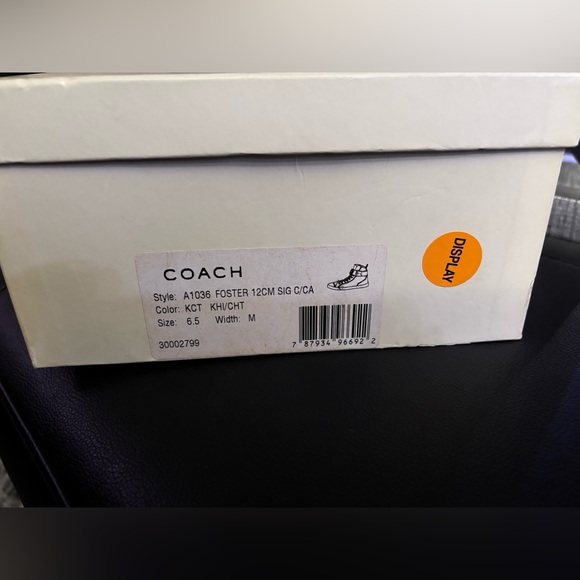 COACH
Style: A1036 FOSTER 12CM SIG C/CA
Color: KCT KHI/CHT
Size: 6.5 Width: M
30002799
7 87934 96692 2
DISPLAY